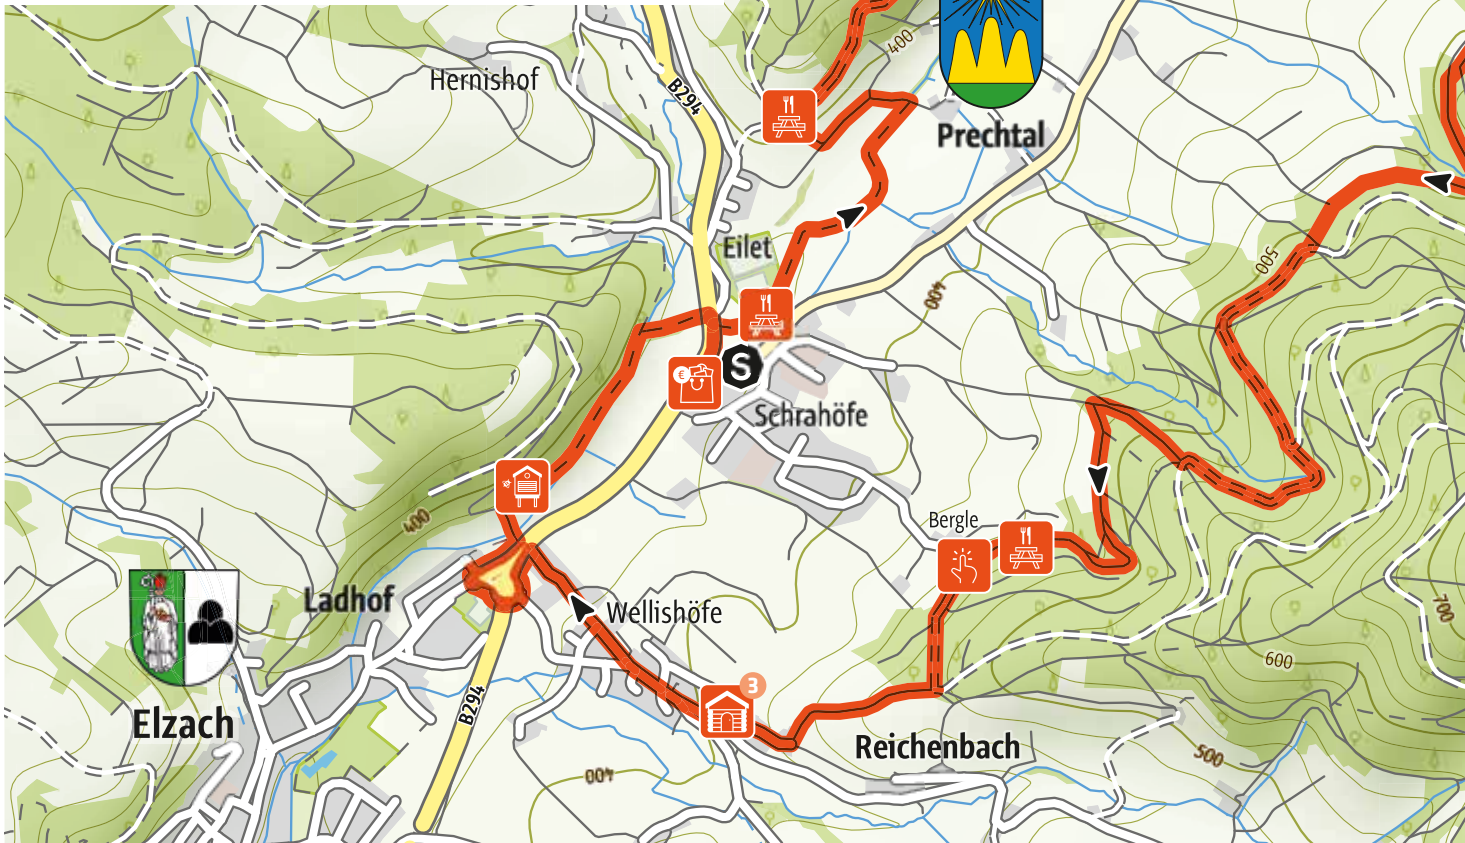 400
Hernishof
B294
Prechtal
Eilet
500
400
€
S
Schrahöfe
400
Bergle
Ladhof
Wellishöfe
700
600
3
B294
Elzach
Reichenbach
500
400